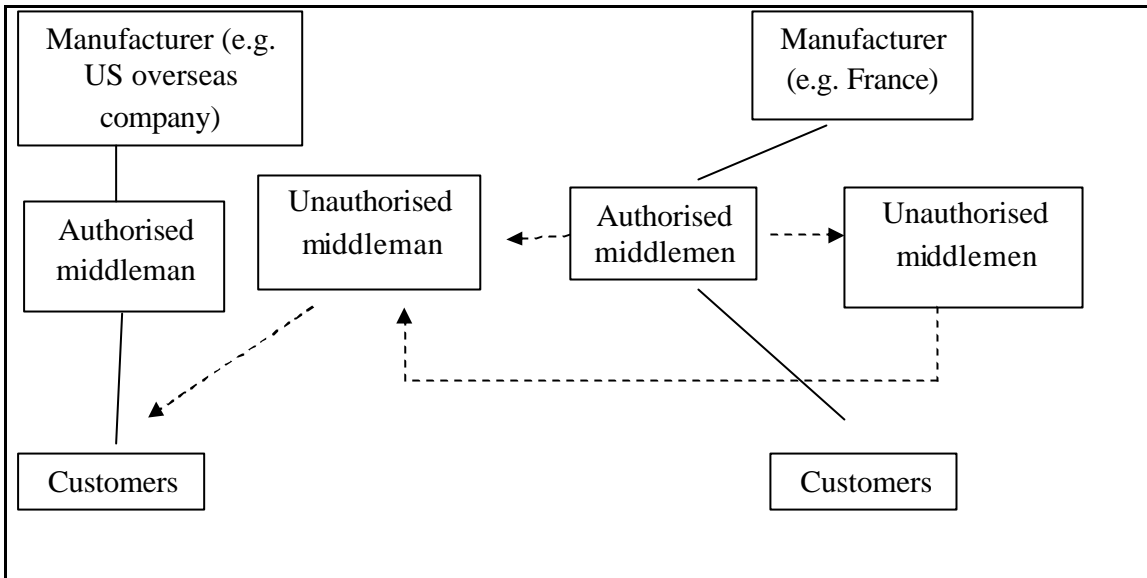 Manufacturer (e.g.
US overseas
company)
Manufacturer
(e.g. France)
Authorised
middleman
Unauthorised
middleman
Authorised
middlemen
Unauthorised
middlemen
Customers
Customers